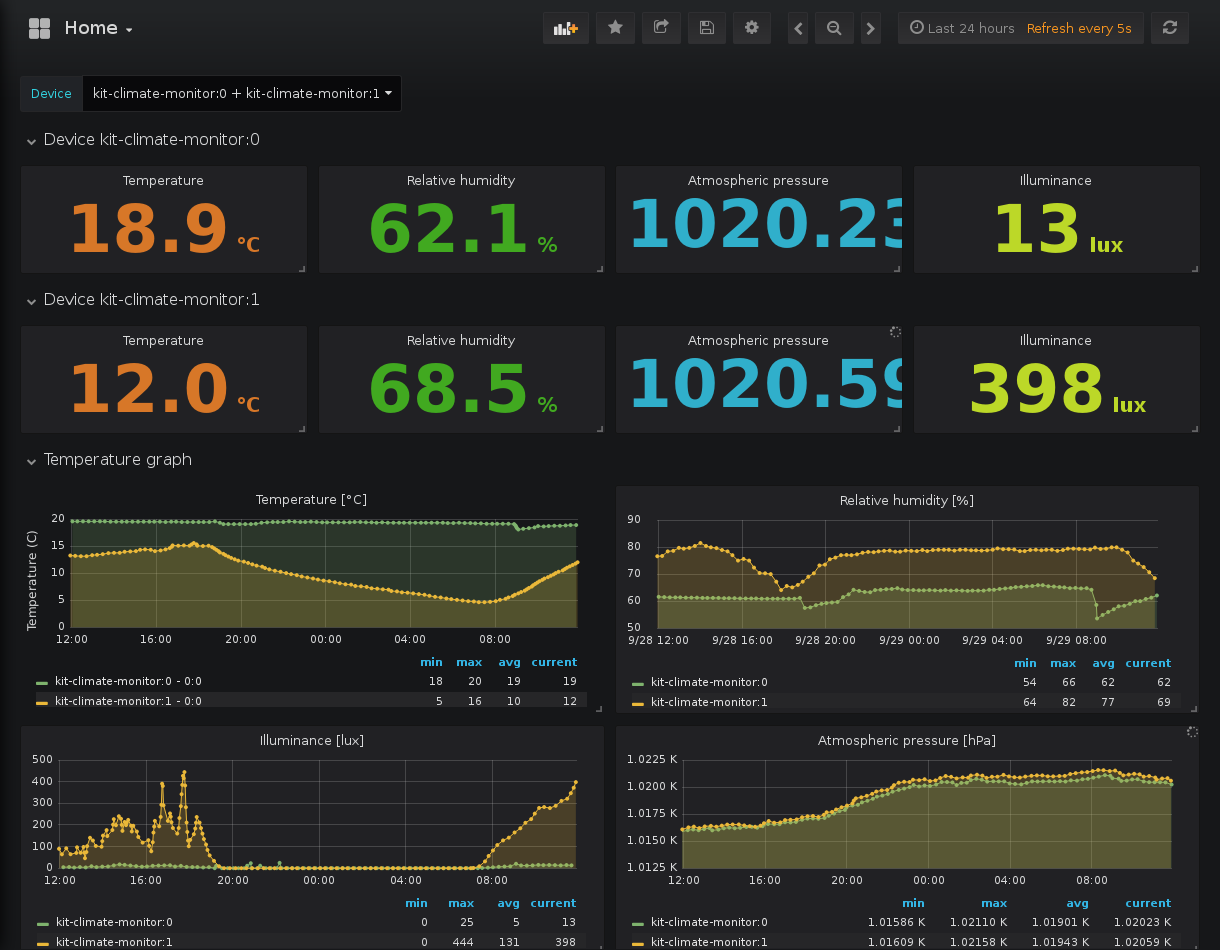 Home
Last 24 hours Refresh every 5s
Device kit-climate-monitor:0 + kit-climate-monitor:1
Device kit-climate-monitor:0
Temperature Relative humidity Atmospheric pressure Illuminance
18.9 °C 62.1 % 1020.23 13 lux
Device kit-climate-monitor:1
Temperature Relative humidity Atmospheric pressure Illuminance
12.0 °C 68.5 % 1020.59 398 lux
Temperature graph
Temperature [°C]
Temperature (C)
20
15
10
5
0
12:00 16:00 20:00 00:00 04:00 08:00
min max avg current
kit-climate-monitor:0 - 0:0 18 20 19 19
kit-climate-monitor:1 - 0:0 5 16 10 12
Relative humidity [%]
90
80
70
60
50
9/28 12:00 9/28 16:00 9/28 20:00 9/29 00:00 9/29 04:00 9/29 08:00
min max avg current
kit-climate-monitor:0 54 66 62 62
kit-climate-monitor:1 64 82 77 69
Illuminance [lux]
500
400
300
200
100
0
12:00 16:00 20:00 00:00 04:00 08:00
min max avg current
kit-climate-monitor:0 0 25 5 13
kit-climate-monitor:1 0 444 131 398
Atmospheric pressure [hPa]
1.0225 K
1.0200 K
1.0175 K
1.0150 K
1.0125 K
12:00 16:00 20:00 00:00 04:00 08:00
min max avg current
kit-climate-monitor:0 1.01586 K 1.02110 K 1.01901 K 1.02023 K
kit-climate-monitor:1 1.01609 K 1.02158 K 1.01943 K 1.02059 K